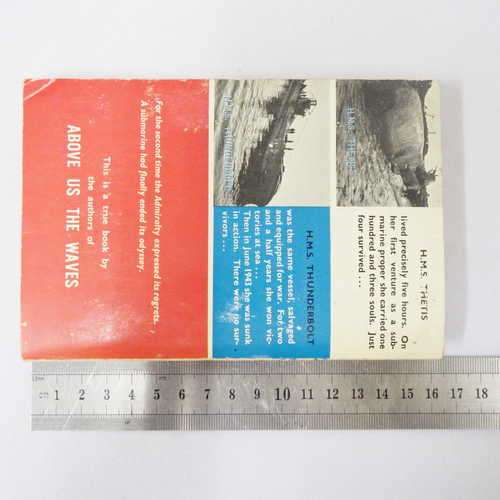 H.M.S. THETIS
H.M.S. THETIS
lived precisely five hours. On
her first venture as a sub-
marine proper she carried one
hundred and three souls. Just
four survived ...
H.M.S. THUNDERBOLT
H.M.S. THUNDERBOLT
was the same vessel, salvaged
and equipped for war. For two
and a half years she won vic-
tories at sea ...
Then in June 1943 she was sunk
in action. There were no sur-
vivors ...
For the second time the Admiralty expressed its regrets.
A submarine had finally ended its odyssey.
This is a true book by
the authors of
ABOVE US THE WAVES
cm 1 2 3 4 5 6 7 8 9 10 11 12 13 14 15 16 17 18